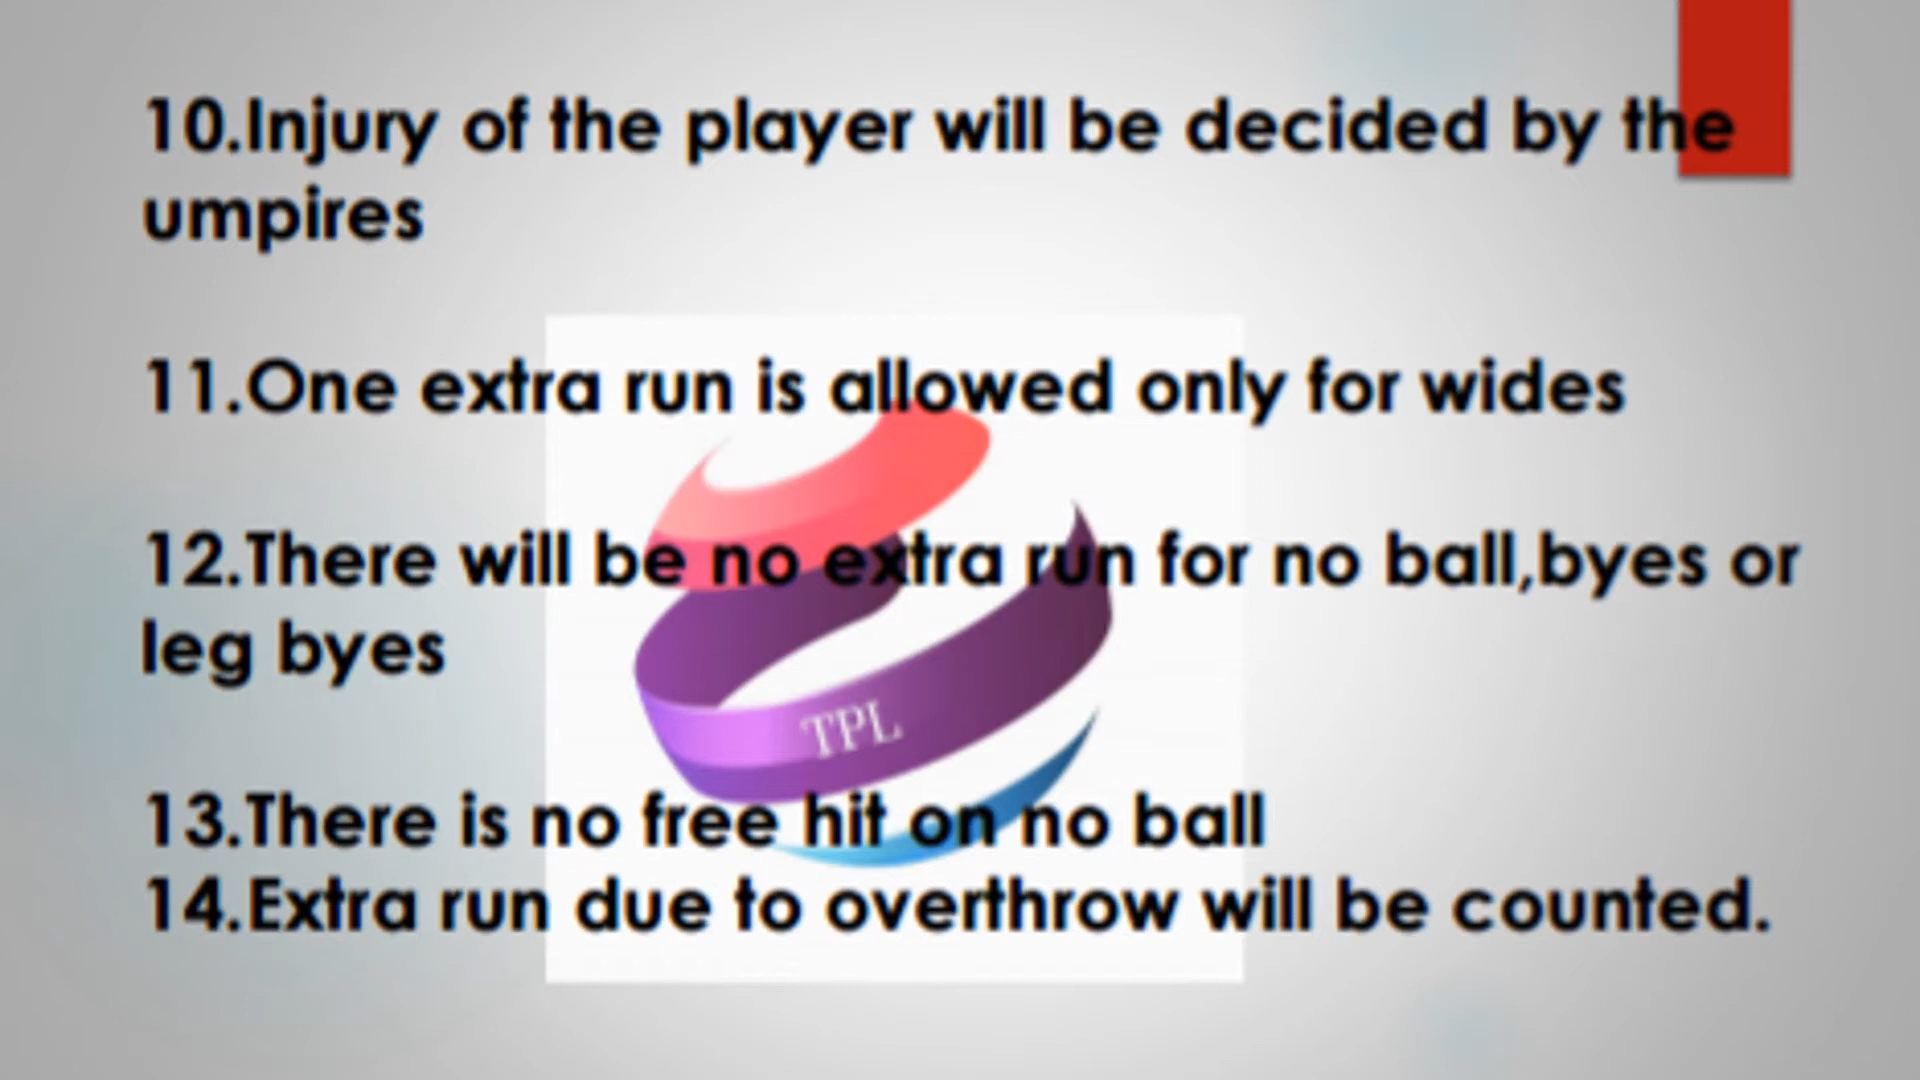 10.Injury of the player will be decided by the
umpires
11.One extra run is allowed only for wides
12.There will be no extra run for no ball,byes or
leg byes
TPL
13.There is no free hit on no ball
14.Extra run due to overthrow will be counted.